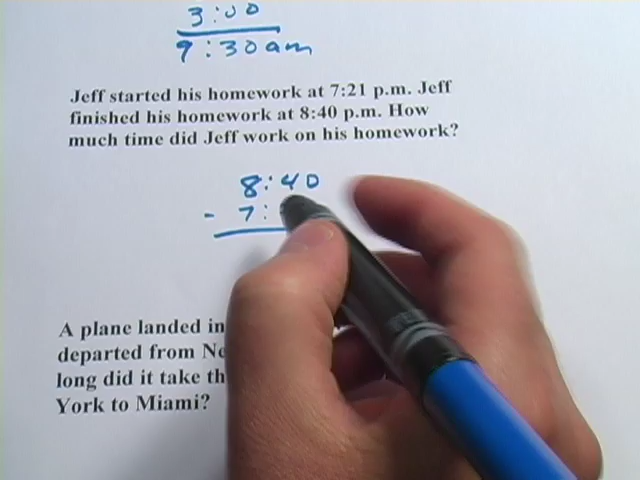 3:00
9:30am
Jeff started his homework at 7:21 p.m. Jeff
finished his homework at 8:40 p.m. How
much time did Jeff work on his homework?
8:40
- 7:
A plane landed in
departed from
long did it take
York to Miami?